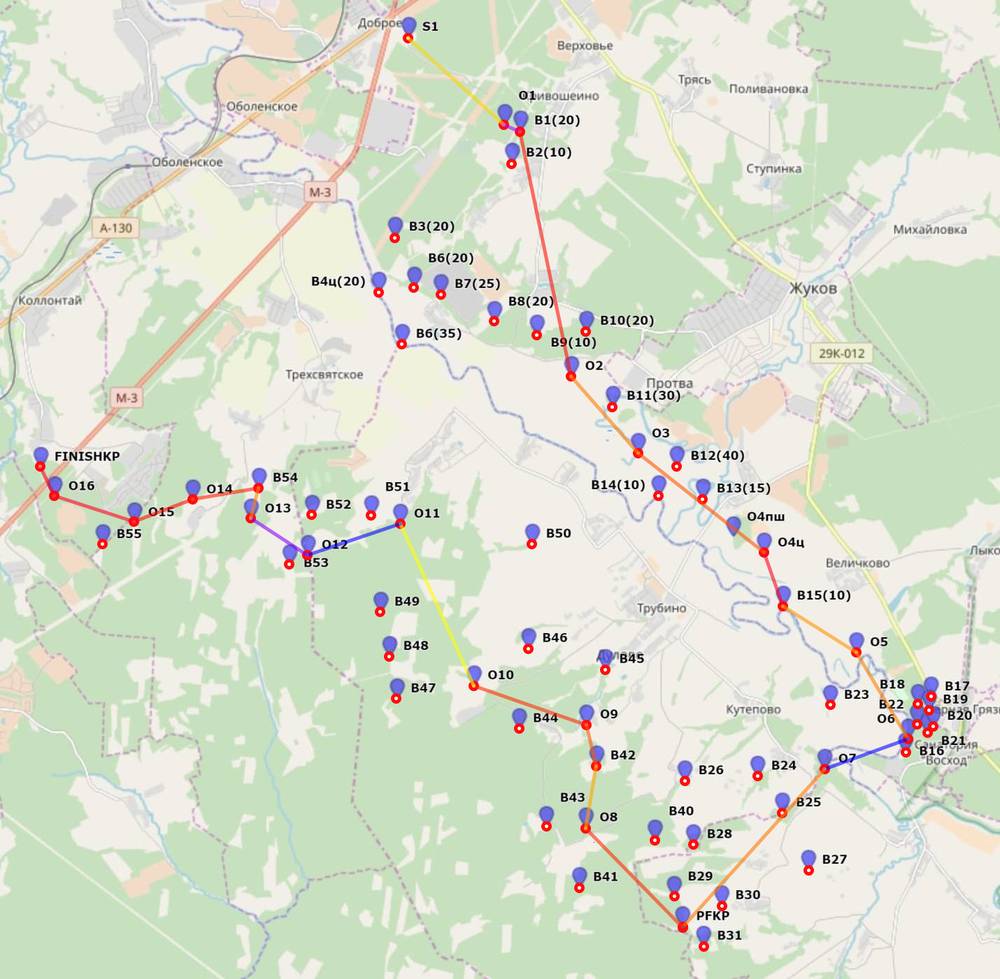 Доброе
S1
Верховье
Трясь
Поливановка
O1
B1(20)
Оболенское
B2(10)
Оболенское
М-3
Ступинка
А-130
B3(20)
Михайловка
B6(20)
B4ц(20)
B7(25)
Коллонтай
B8(20)
Жуков
B10(20)
B6(35)
B9(10)
29К-012
O2
Трехсвятское
Протва
М-3
B11(30)
O3
FINISHKP
B12(40)
B54
O16
O14
B51
B14(10)
B13(15)
B52
O13
O15
O11
O4пш
B55
B50
O12
O4ц
B53
Величково
B15(10)
B49
Трубино
B46
O5
B48
B45
O10
B18
B17
B47
B23
B19
B22
Кутепово
O9
B44
O6
B20
B21
B16
Восход
B42
O7
B26
B24
B43
B25
B40
O8
B28
B27
B41
B29
B30
PFKP
B31